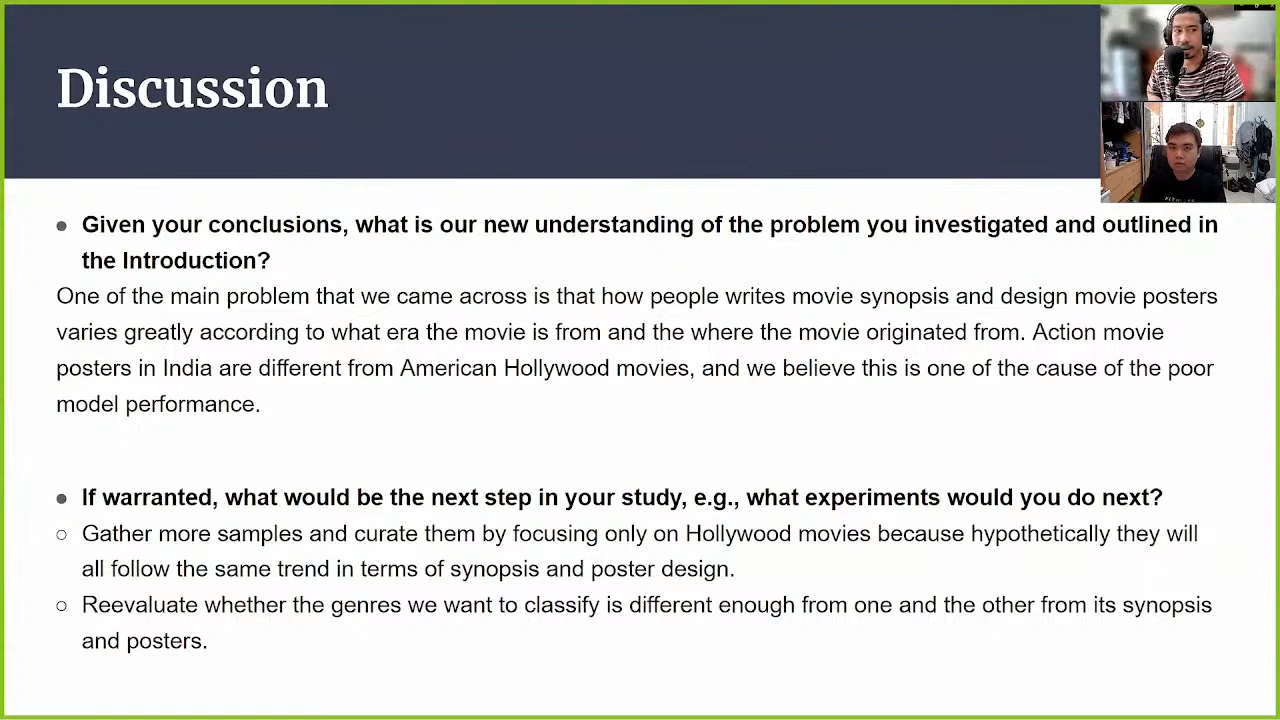 Discussion
● Given your conclusions, what is our new understanding of the problem you investigated and outlined in
the Introduction?
One of the main problem that we came across is that how people writes movie synopsis and design movie posters
varies greatly according to what era the movie is from and the where the movie originated from. Action movie
posters in India are different from American Hollywood movies, and we believe this is one of the cause of the poor
model performance.
● If warranted, what would be the next step in your study, e.g., what experiments would you do next?
○ Gather more samples and curate them by focusing only on Hollywood movies because hypothetically they will
all follow the same trend in terms of synopsis and poster design.
○ Reevaluate whether the genres we want to classify is different enough from one and the other from its synopsis
and posters.